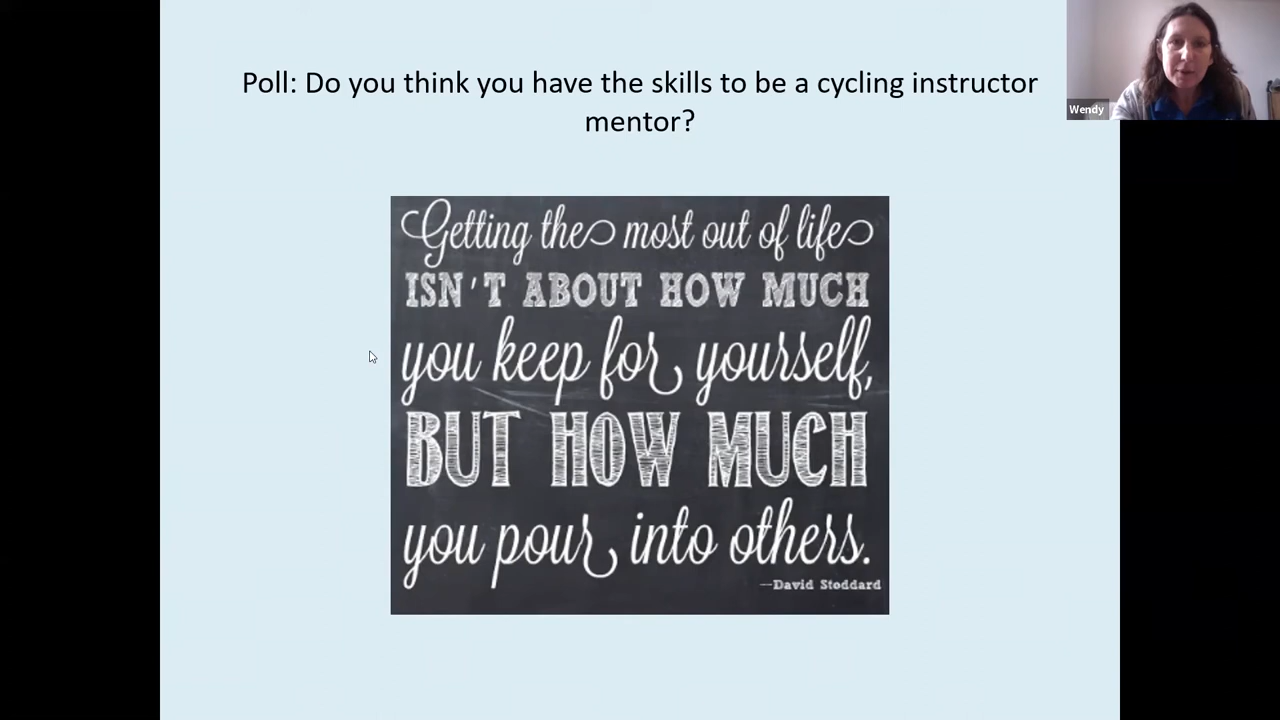 Poll: Do you think you have the skills to be a cycling instructor
mentor?
Wendy
Getting the most out of life
ISN'T ABOUT HOW MUCH
you keep for yourself,
BUT HOW MUCH
you pour into others.
—David Stoddard